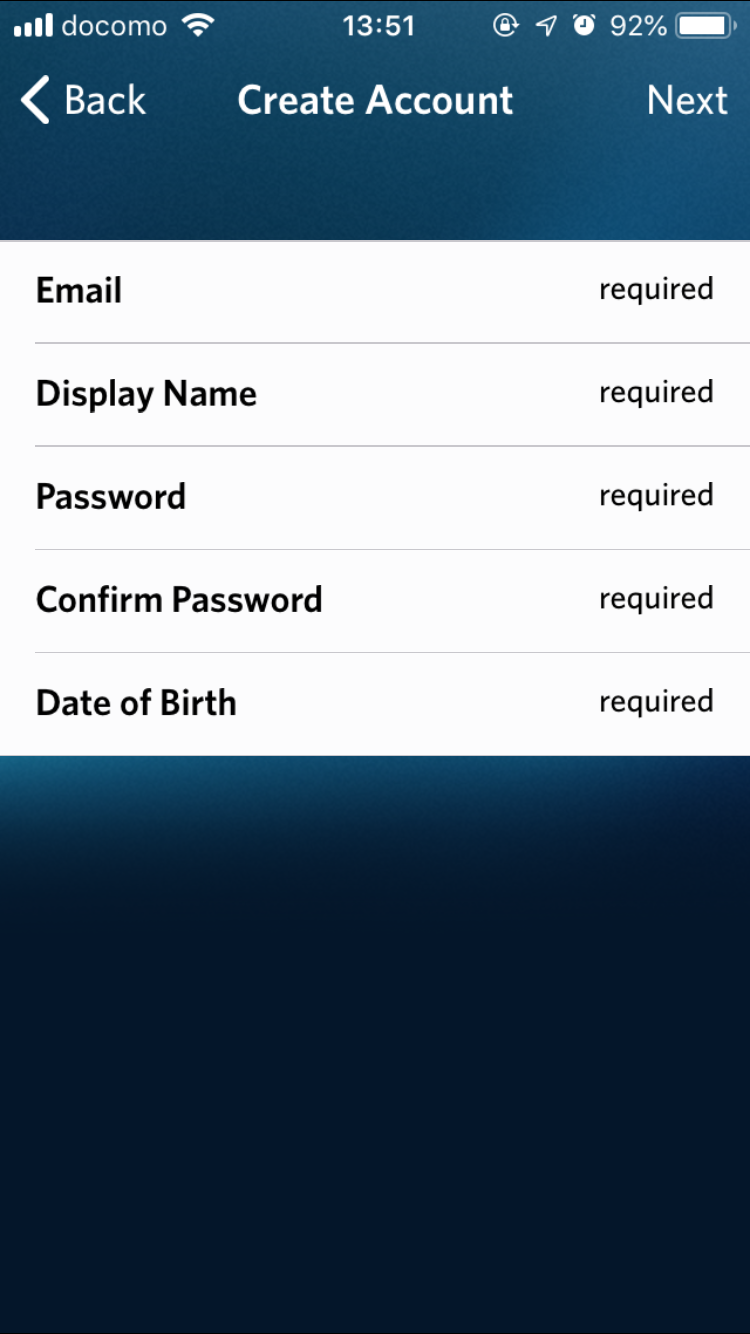 docomo 13:51 92%
Back Create Account Next
Email required
Display Name required
Password required
Confirm Password required
Date of Birth required